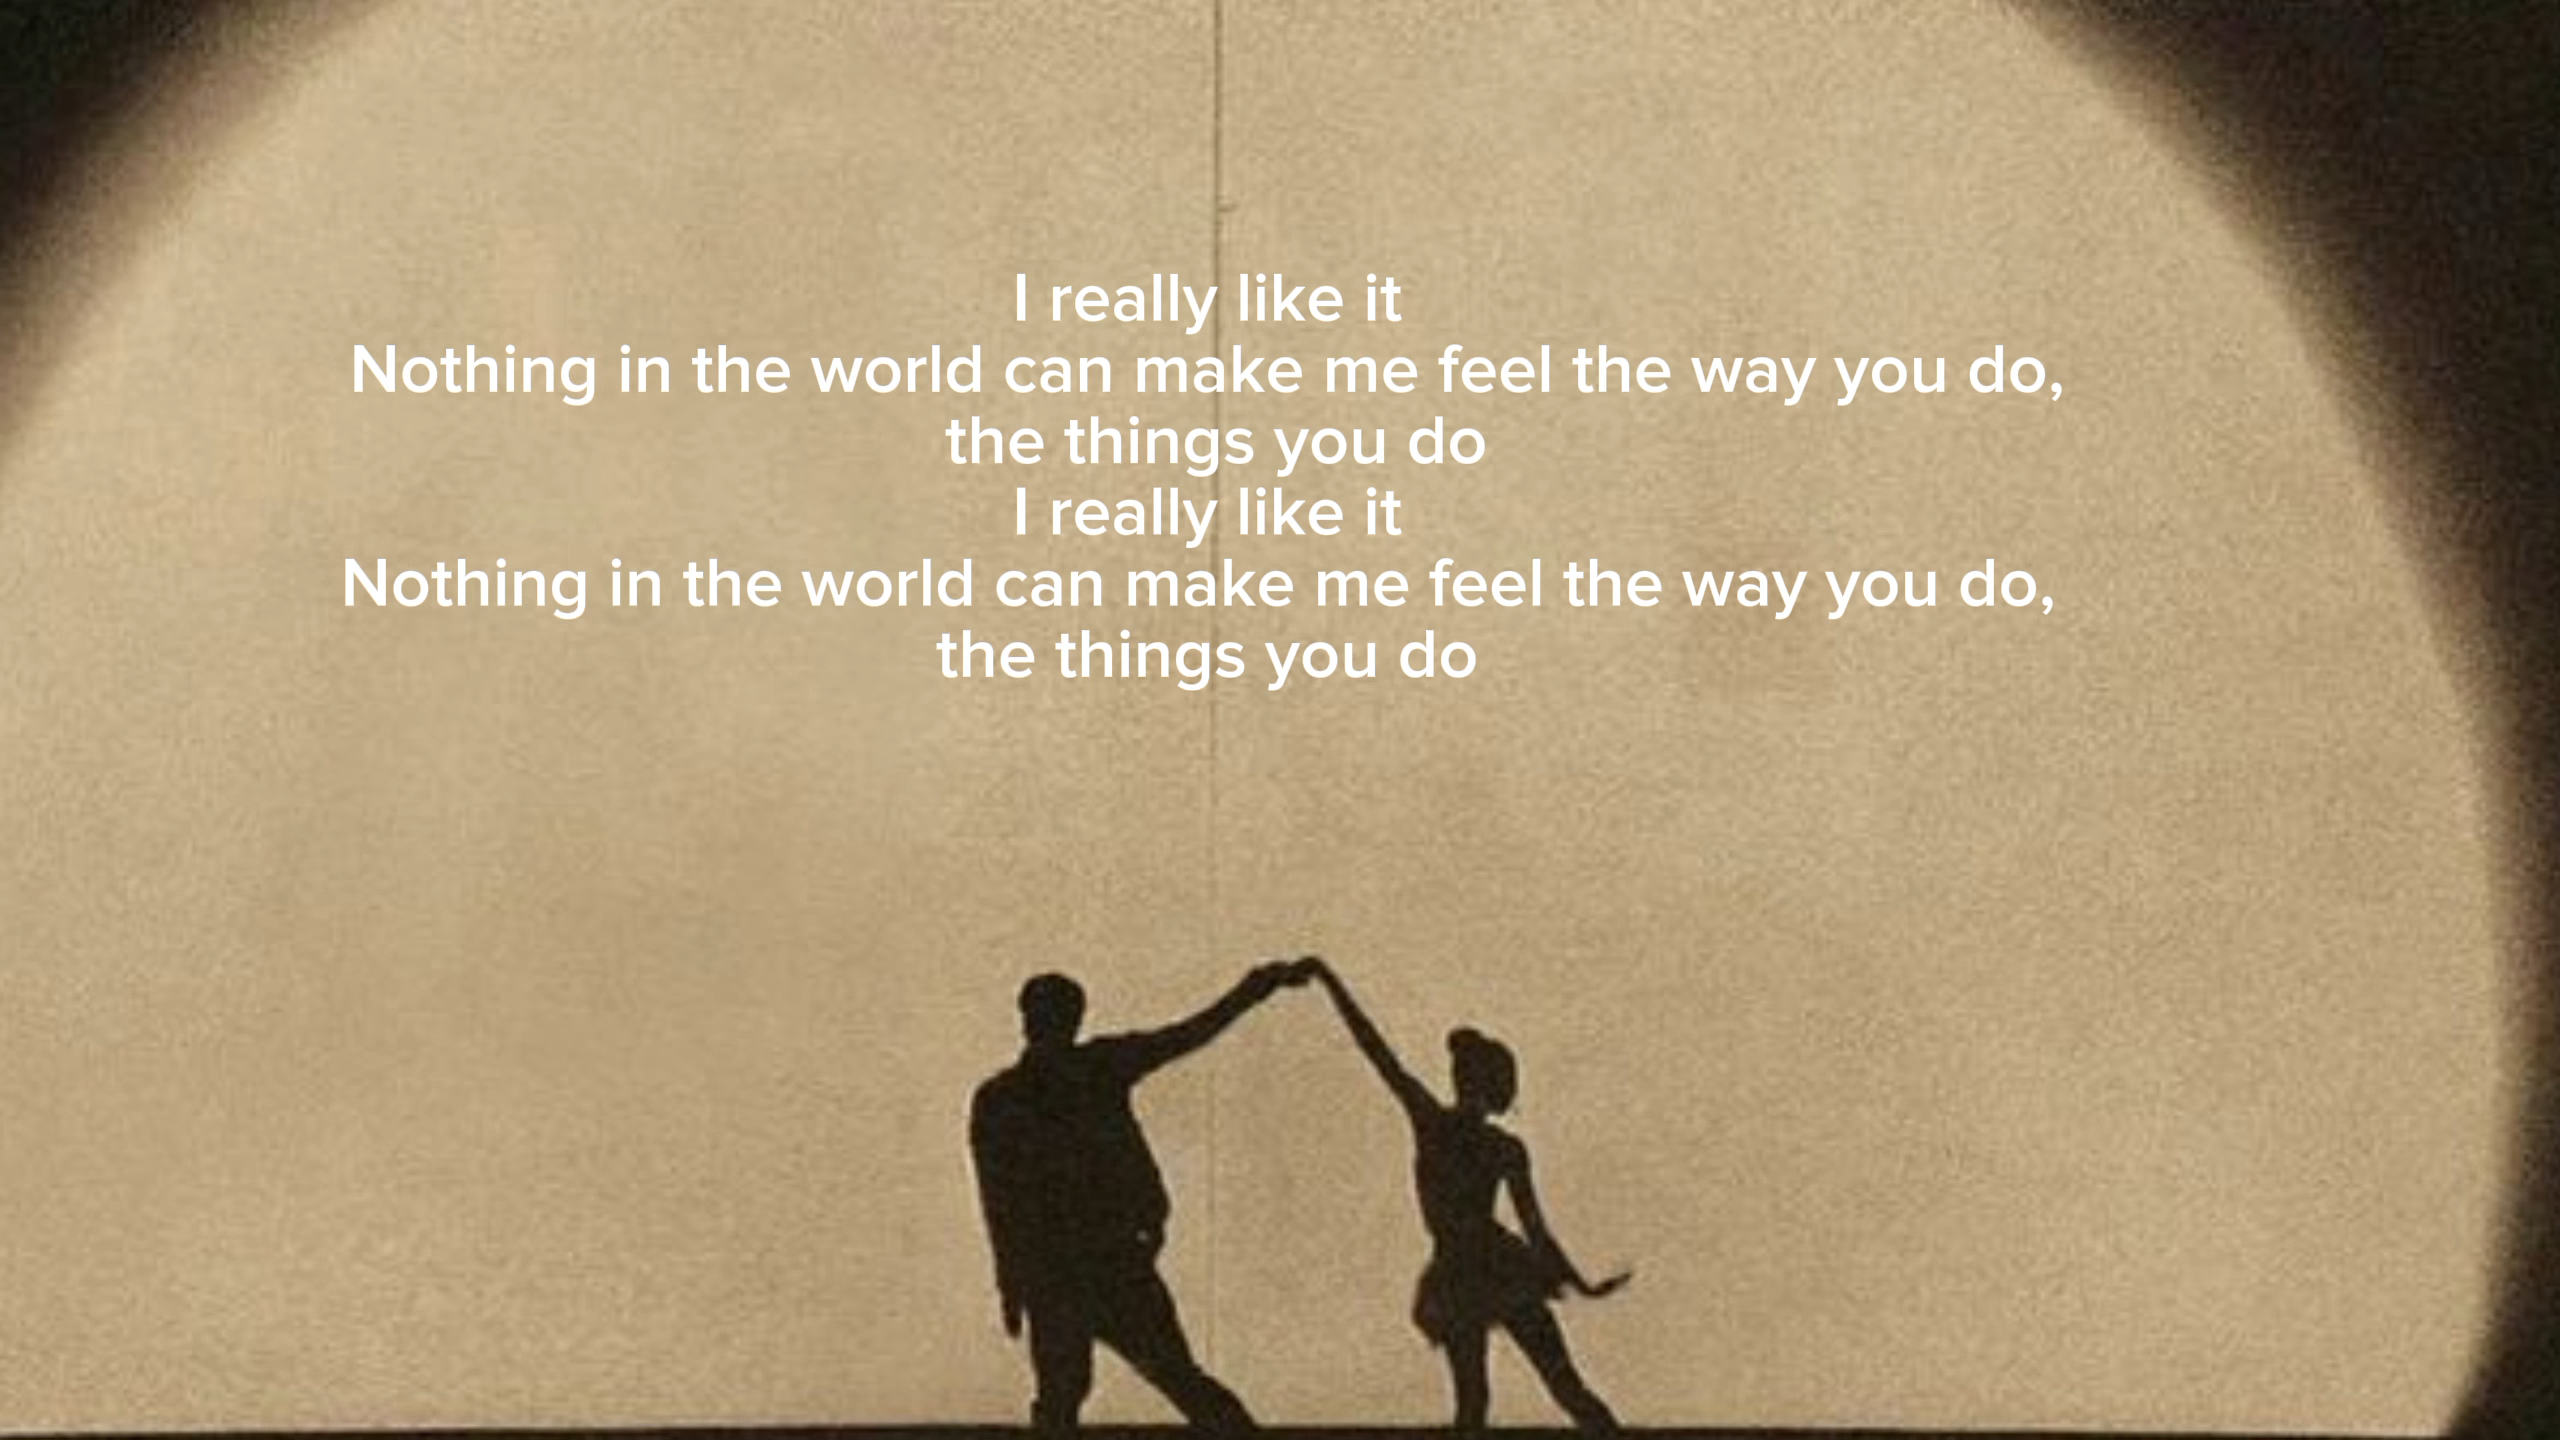 I really like it
Nothing in the world can make me feel the way you do,
the things you do
I really like it
Nothing in the world can make me feel the way you do,
the things you do